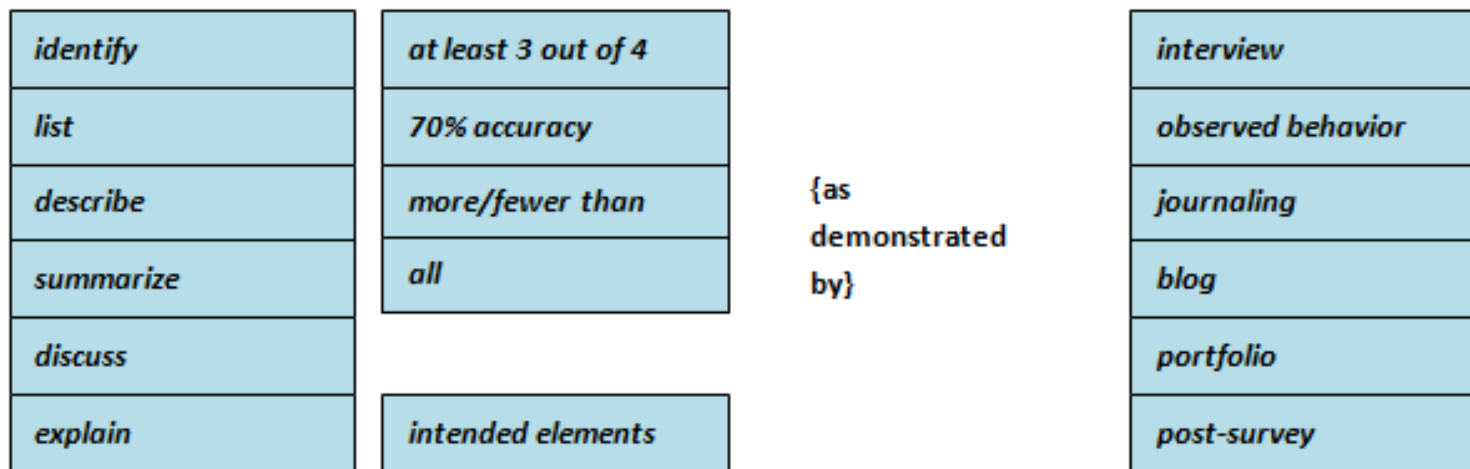 identify
list
describe
summarize
discuss
explain
at least 3 out of 4
70% accuracy
more/fewer than
all
intended elements
{as
demonstrated
by}
interview
observed behavior
journaling
blog
portfolio
post-survey